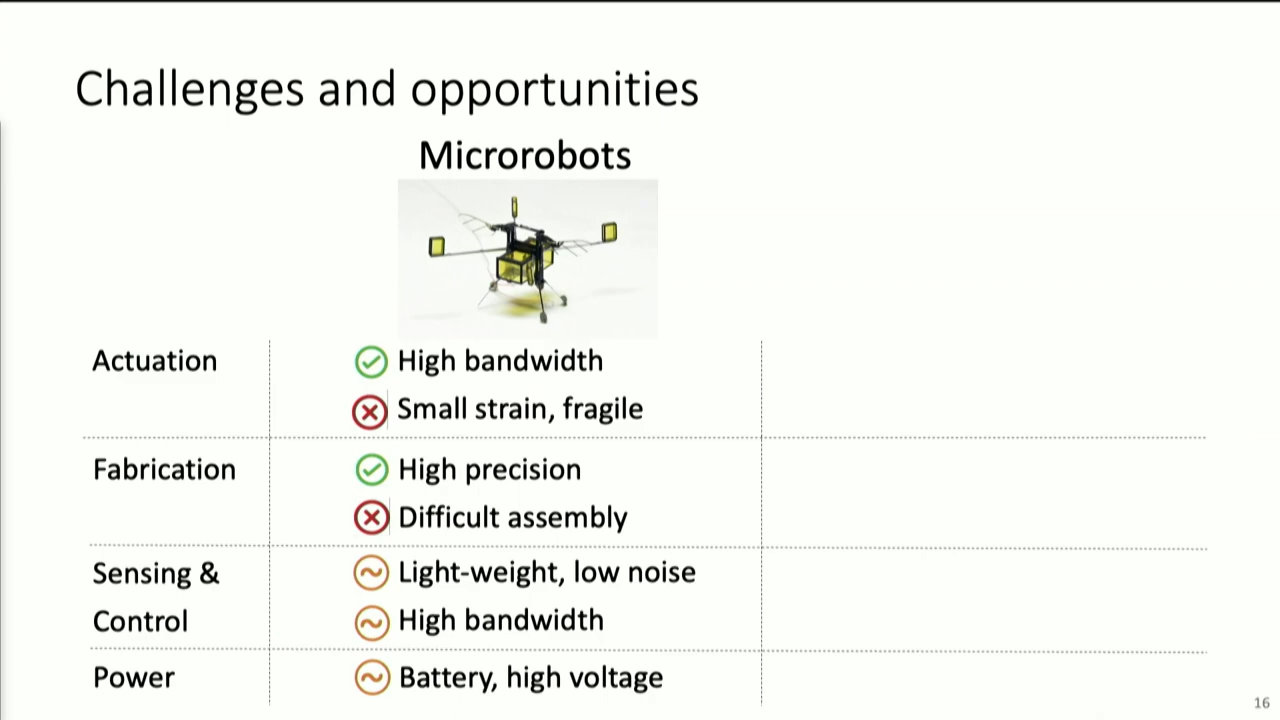 Challenges and opportunities
Microrobots
Actuation
High bandwidth
Small strain, fragile
Fabrication
High precision
Difficult assembly
Sensing &
Control
Light-weight, low noise
High bandwidth
Power
Battery, high voltage
16